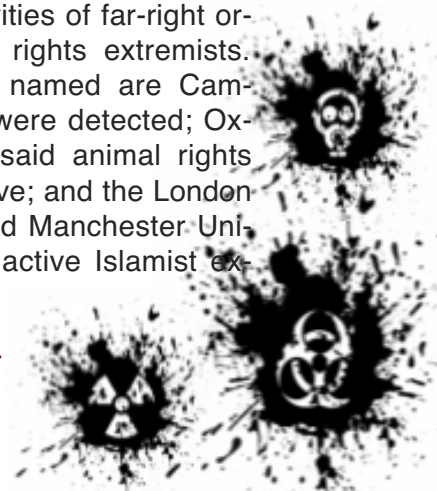 ities of far-right or-
rights extremists.
named are Cam-
were detected; Ox-
said animal rights
ve; and the London
d Manchester Uni-
active Islamist ex-